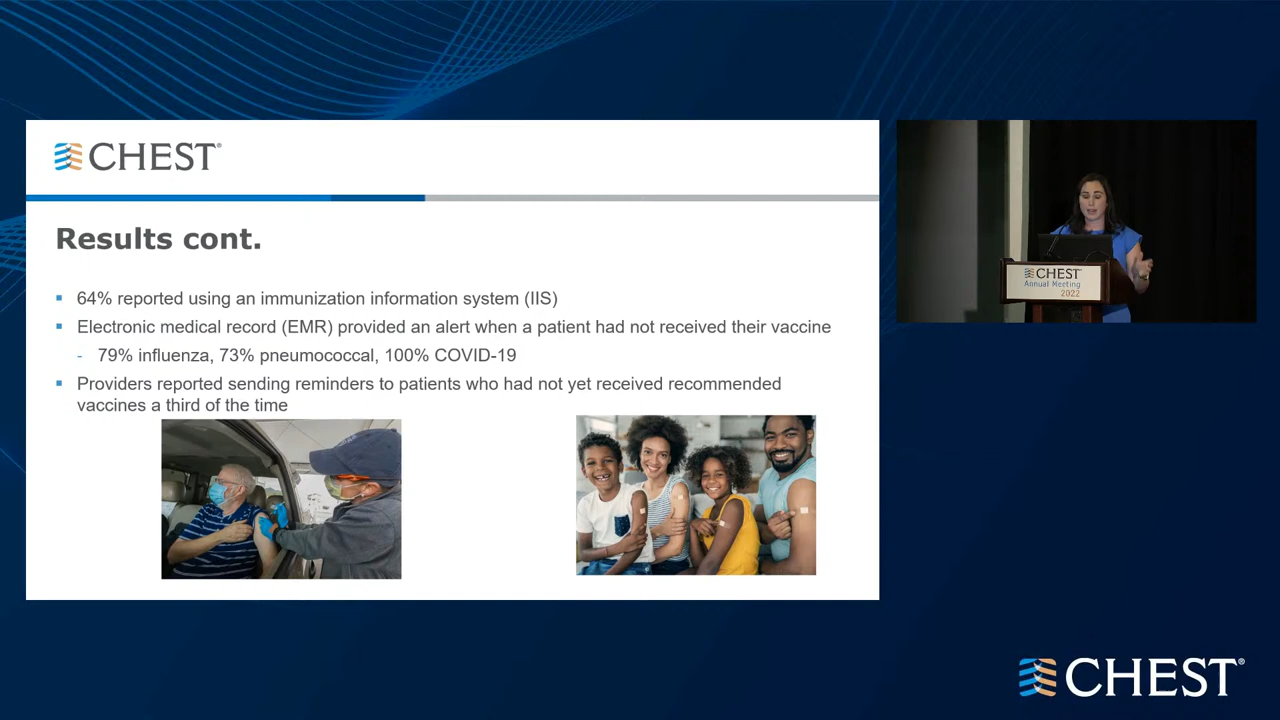 CHEST®
Results cont.
▪ 64% reported using an immunization information system (IIS)
▪ Electronic medical record (EMR) provided an alert when a patient had not received their vaccine
- 79% influenza, 73% pneumococcal, 100% COVID-19
▪ Providers reported sending reminders to patients who had not yet received recommended
vaccines a third of the time
CHEST
Annual Meeting
2022
CHEST®